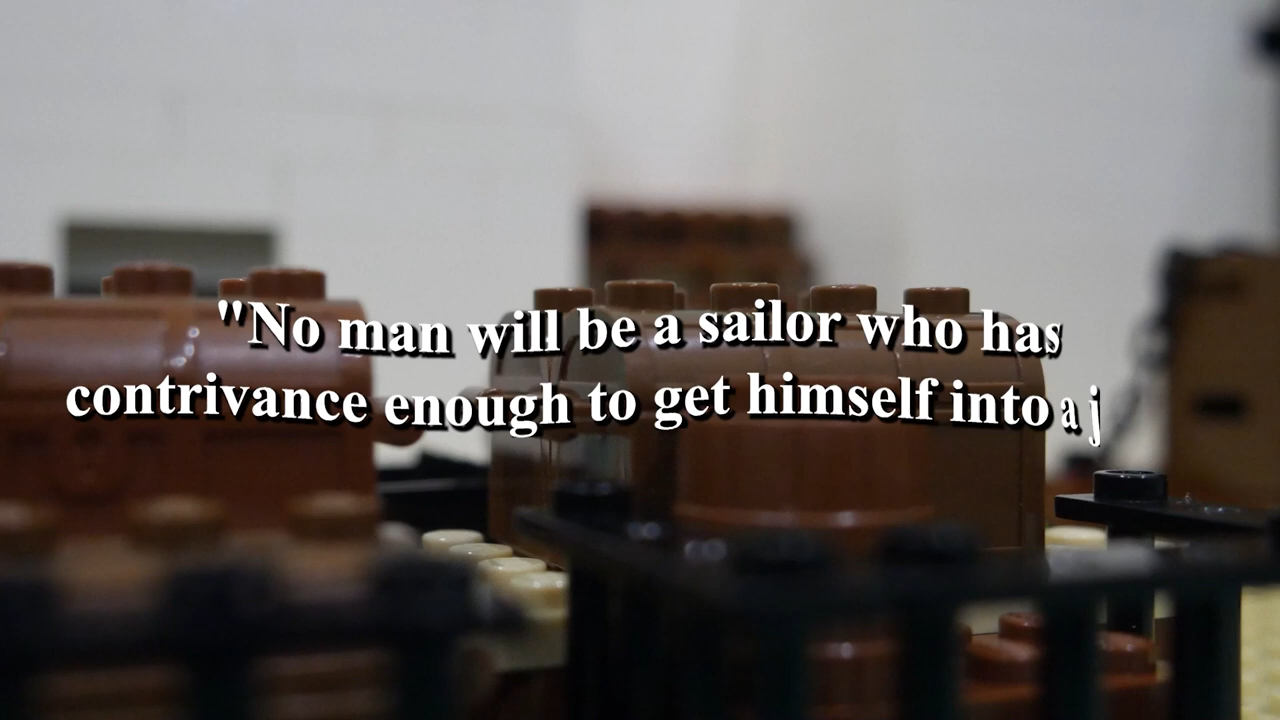 "No man will be a sailor who has
contrivance enough to get himself into a j